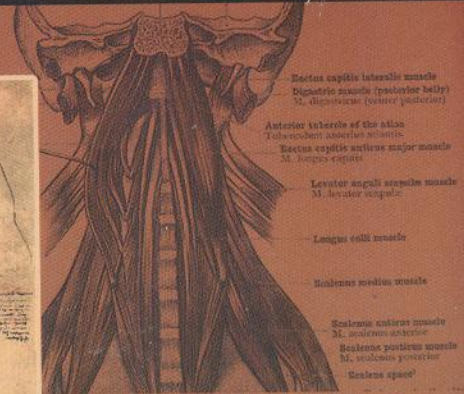 Rectus capitis lateralis muscle
Digastric muscle (posterior belly)
M. digastricus (venter posterior)
Anterior tubercle of the atlas
Tuberculum anterius atlantis
Rectus capitis anticus major muscle
M. longus capitis
Levator anguli scapulæ muscle
M. levator scapulæ
Longus colli muscle
Scalenus medius muscle
Scalenus anticus muscle
M. scalenus anterior
Scalenus posticus muscle
M. scalenus posterior
Scalene space